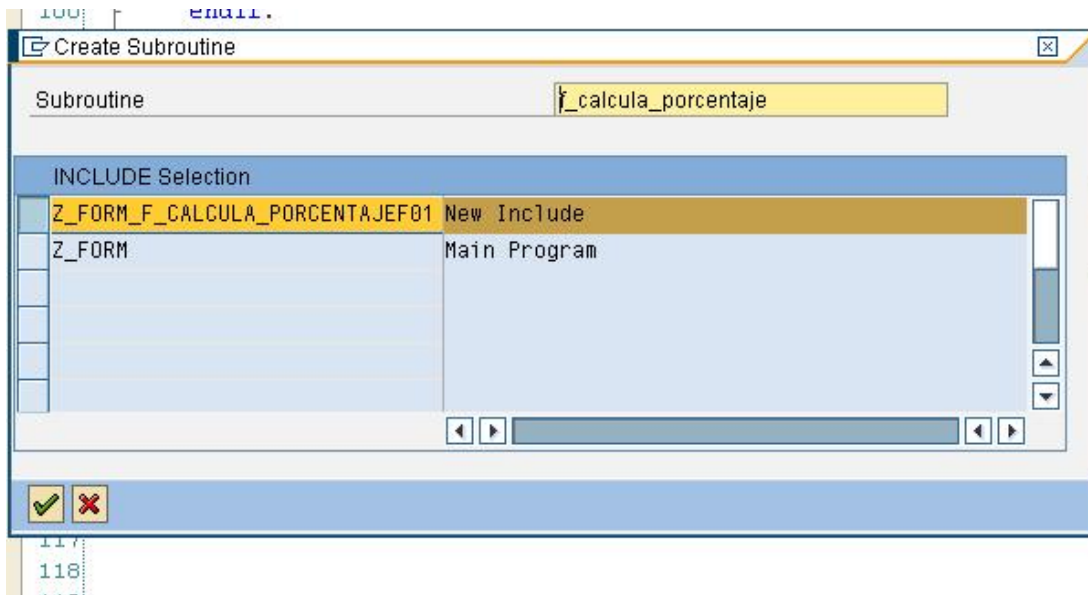 endif.
Create Subroutine
Subroutine f_calcula_porcentaje
INCLUDE Selection
Z_FORM_F_CALCULA_PORCENTAJEF01 New Include
Z_FORM Main Program
117
118